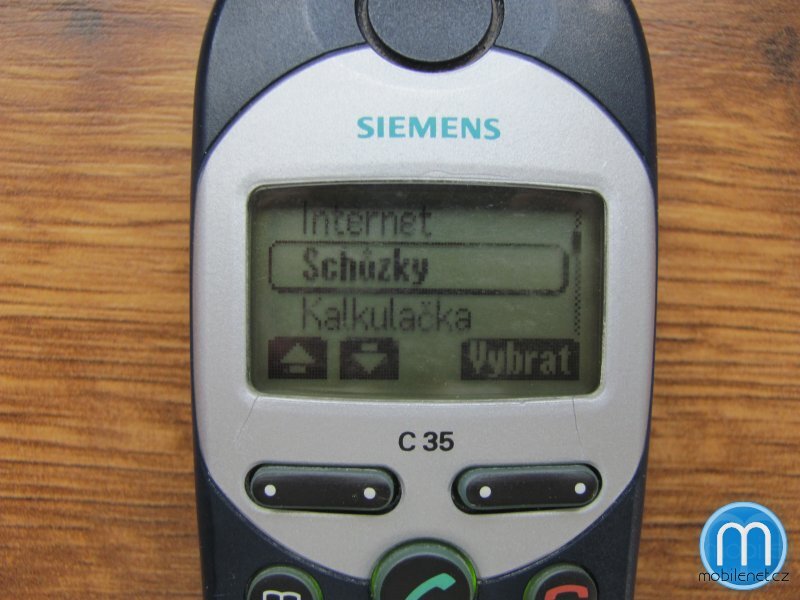 SIEMENS
Internet
Schůzky
Kalkulačka
Vybrat
C 35
m
mobilenet.cz